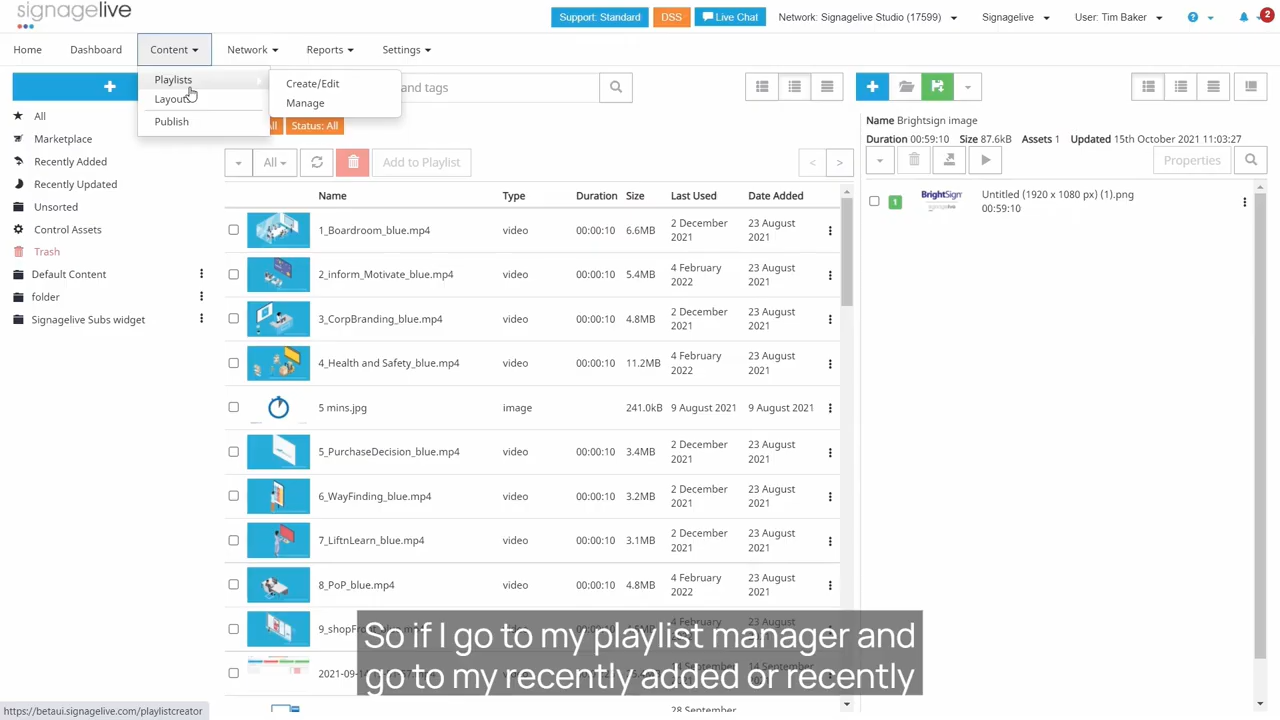 signagelive
Support: Standard
DSS
Live Chat
Network: Signagelive Studio (17599)
Signagelive
User: Tim Baker
?
2
Home
Dashboard
Content
Network
Reports
Settings
Playlists
Layouts
Publish
Create/Edit
Manage
and tags
All
Status: All
All
Marketplace
Recently Added
Recently Updated
Unsorted
Control Assets
Trash
Default Content
folder
Signagelive Subs widget
All
Add to Playlist
<
>
Name Type Duration Size Last Used Date Added
1_Boardroom_blue.mp4 video 00:00:10 6.6MB 2 December 2021 23 August 2021
2_inform_Motivate_blue.mp4 video 00:00:10 5.4MB 4 February 2022 23 August 2021
3_CorpBranding_blue.mp4 video 00:00:10 4.8MB 2 December 2021 23 August 2021
4_Health and Safety_blue.mp4 video 00:00:10 11.2MB 4 February 2022 23 August 2021
5 mins.jpg image 241.0kB 9 August 2021 9 August 2021
5_PurchaseDecision_blue.mp4 video 00:00:10 3.4MB 2 December 2021 23 August 2021
6_WayFinding_blue.mp4 video 00:00:10 3.2MB 2 December 2021 23 August 2021
7_LiftnLearn_blue.mp4 video 00:00:10 3.1MB 2 December 2021 23 August 2021
8_PoP_blue.mp4 video 00:00:10 4.8MB 4 February 2022 23 August 2021
28 September
Name Brightsign image
Duration 00:59:10 Size 87.6kB Assets 1 Updated 15th October 2021 11:03:27
Properties
1
BrightSign
signagelive
Untitled (1920 x 1080 px) (1).png
00:59:10
So if I go to my playlist manager and
go to my recently added or recently
https://betaui.signagelive.com/playlistcreator